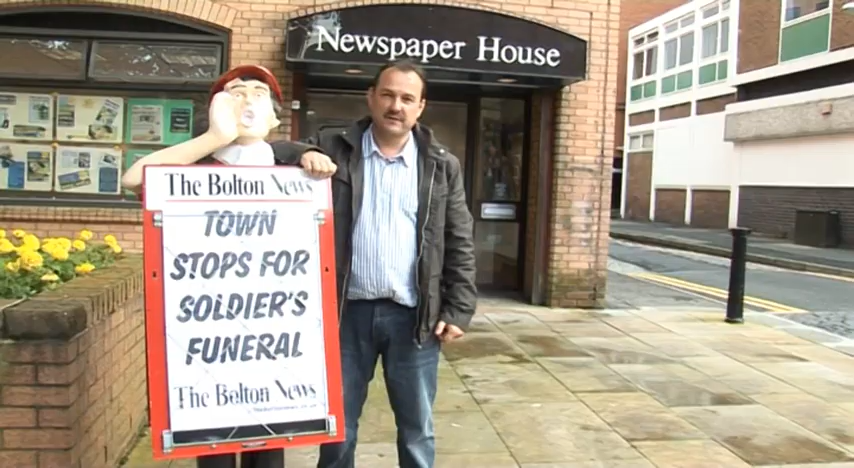 Newspaper House
The Bolton News
TOWN
STOPS FOR
SOLDIER'S
FUNERAL
The Bolton News